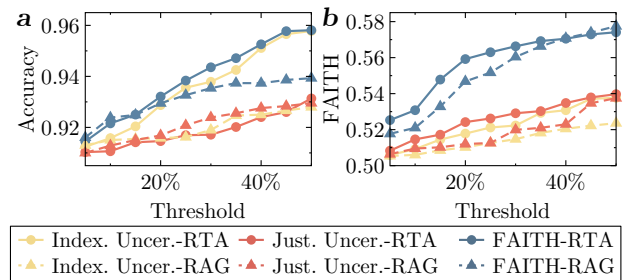 a
b
0.96
0.94
0.92
Accuracy
20%
40%
Threshold
0.58
0.56
0.54
0.52
0.50
FAITH
20%
40%
Threshold
Index. Uncer.-RTA
Just. Uncer.-RTA
FAITH-RTA
Index. Uncer.-RAG
Just. Uncer.-RAG
FAITH-RAG